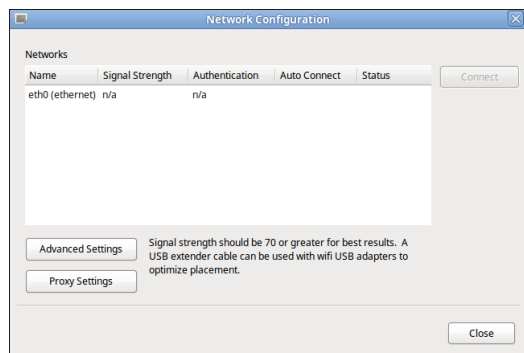 Network Configuration
Networks
Name Signal Strength Authentication Auto Connect Status
Connect
eth0 (ethernet) n/a n/a
Advanced Settings
Signal strength should be 70 or greater for best results. A
USB extender cable can be used with wifi USB adapters to
optimize placement.
Proxy Settings
Close